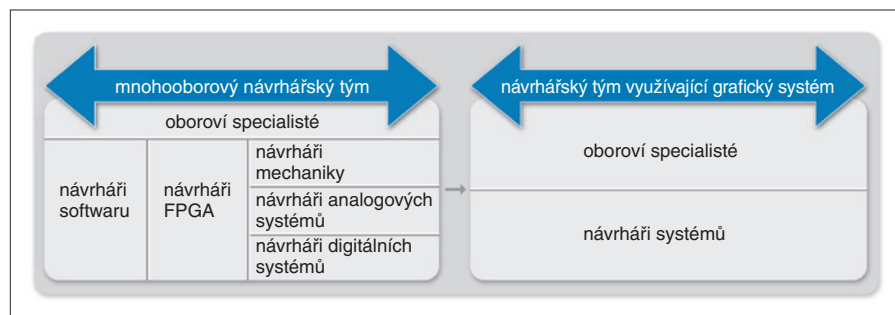 mnohooborový návrhářský tým
oboroví specialisté
návrháři
softwaru
návrháři
FPGA
návrháři
mechaniky
návrháři analogových
systémů
návrháři digitálních
systémů
návrhářský tým využívající grafický systém
oboroví specialisté
návrháři systémů